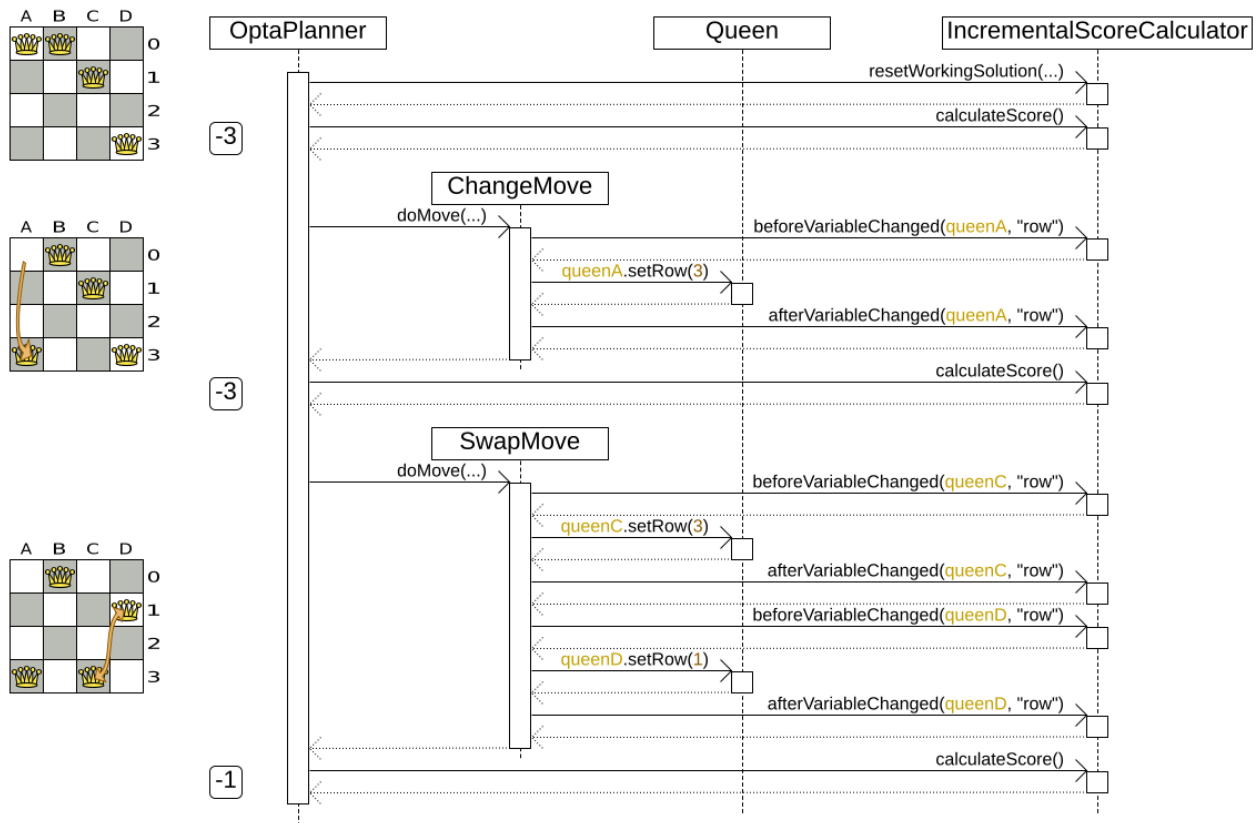 A B C D
0
1
2
3
OptaPlanner
Queen
IncrementalScoreCalculator
resetWorkingSolution(...)
calculateScore()
-3
ChangeMove
doMove(...)
beforeVariableChanged(queenA, "row")
queenA.setRow(3)
afterVariableChanged(queenA, "row")
A B C D
0
1
2
3
calculateScore()
-3
SwapMove
doMove(...)
beforeVariableChanged(queenC, "row")
queenC.setRow(3)
afterVariableChanged(queenC, "row")
beforeVariableChanged(queenD, "row")
queenD.setRow(1)
afterVariableChanged(queenD, "row")
A B C D
0
1
2
3
calculateScore()
-1